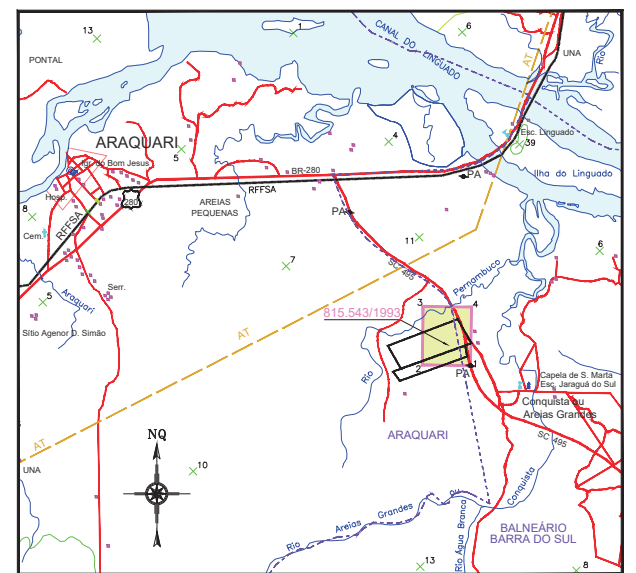 13
1
6
CANAL DO LINGUADO
Rio
UNA
PONTAL
AT
ARAQUARI
Esc. Linguado
39
4
5
Igr. do Bom Jesus
BR-280
RFFSA
PA
Ilha do Linguado
Hosp.
280
AREIAS
PEQUENAS
PA
8
RFFSA
Cem.
11
6
7
SC 495
Pernambuco
Serr.
Araquari
5
3
4
815.543/1993
Sítio Agenor D. Simão
AT
2
1
PA
Rio
Capela de S. Marta
Esc. Jaraguá do Sul
Conquista ou
Areias Grandes
ARAQUARI
SC 495
AT
NQ
UNA
10
Rio Areias Grandes ou
Conquista
Rio Água Branca
BALNEÁRIO
BARRA DO SUL
13
8